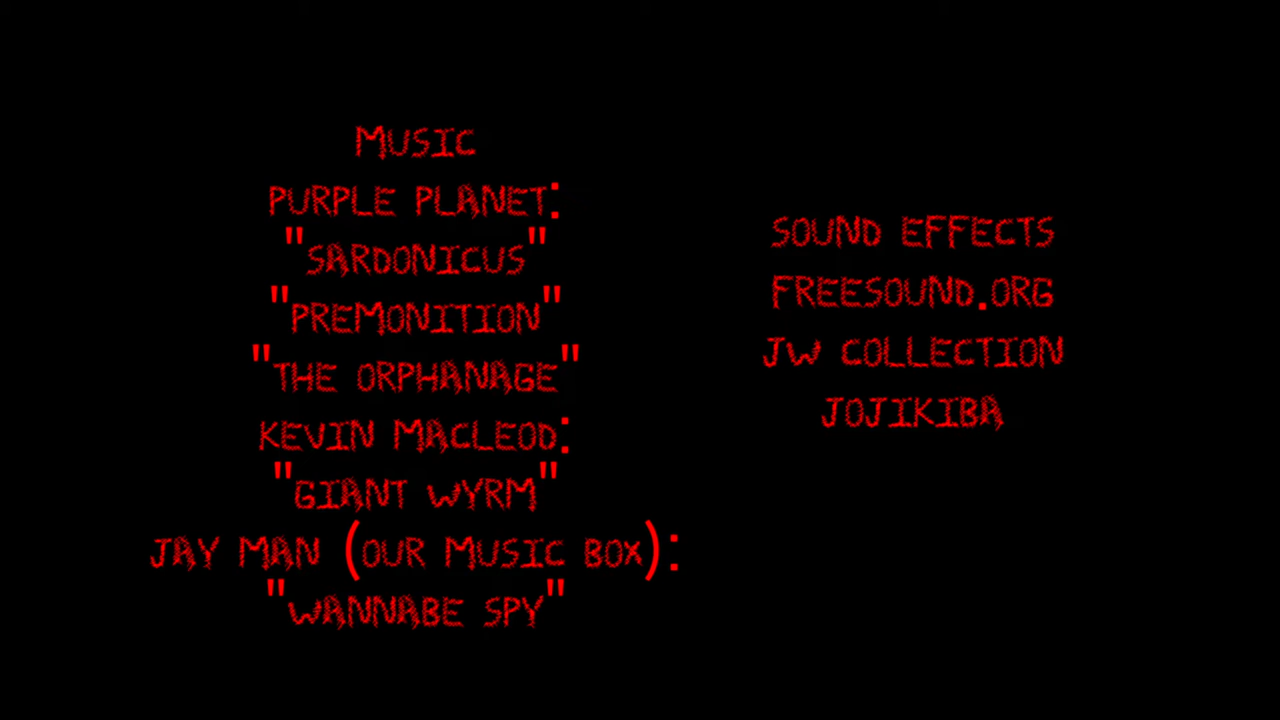 MUSIC
PURPLE PLANET:
"SARDONICUS"
"PREMONITION"
"THE ORPHANAGE"
KEVIN MACLEOD:
"GIANT WYRM"
JAY MAN (OUR MUSIC BOX):
"WANNABE SPY"
SOUND EFFECTS
FREESOUND.ORG
JW COLLECTION
JOJIKIBA